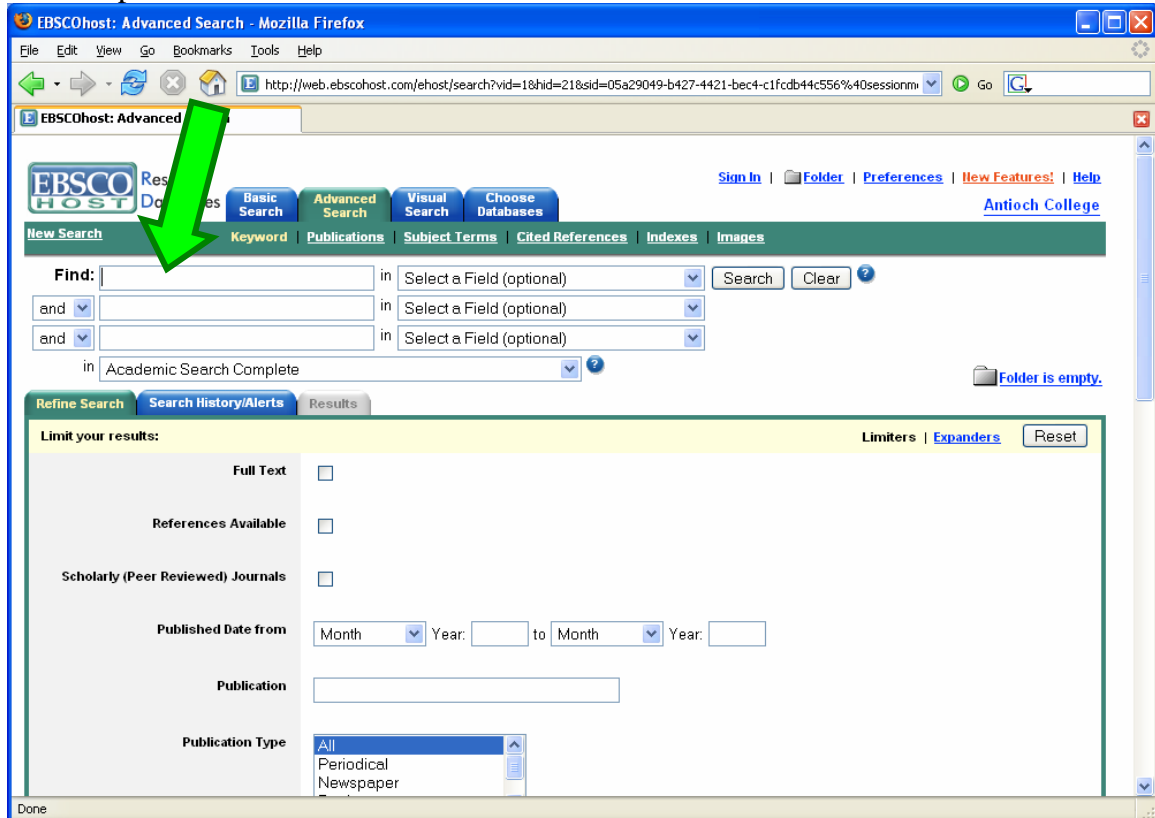 EBSCOhost: Advanced Search - Mozilla Firefox
File Edit View Go Bookmarks Tools Help
http://web.ebscohost.com/ehost/search?vid=1&hid=21&sid=05a29049-b427-4421-bec4-c1fcdb44c556%40sessionm Go G
EBSCOhost: Advanced
EBSCO HOST
Basic Search Advanced Search Visual Search Choose Databases
Sign In | Folder | Preferences | New Features! | Help
Antioch College
New Search Keyword | Publications | Subject Terms | Cited References | Indexes | Images
Find: in Select a Field (optional) Search Clear ?
and in Select a Field (optional)
and in Select a Field (optional)
in Academic Search Complete ?
Folder is empty.
Refine Search Search History/Alerts Results
Limit your results: Limiters | Expanders Reset
Full Text
References Available
Scholarly (Peer Reviewed) Journals
Published Date from Month Year: to Month Year:
Publication
Publication Type All
Periodical
Newspaper
Done